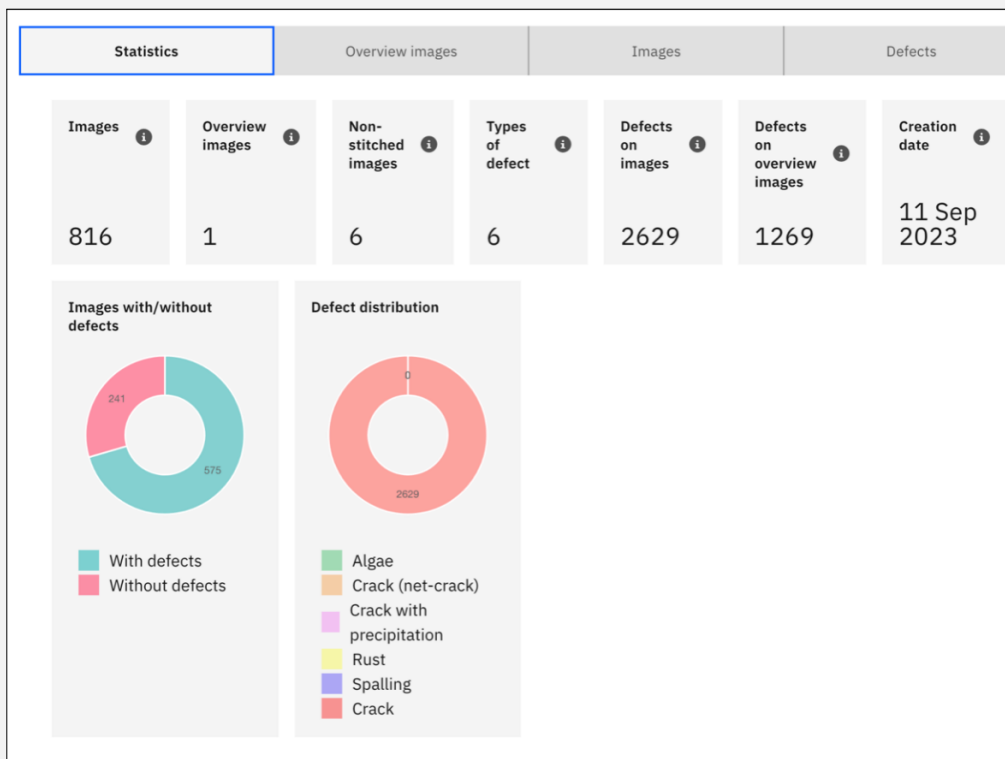 Statistics
Overview images
Images
Defects
Images
Overview
images
Non-
stitched
images
Types
of
defect
Defects
on
images
Defects
on
overview
images
Creation
date
816
1
6
6
2629
1269
11 Sep
2023
Images with/without
defects
241
575
With defects
Without defects
Defect distribution
0
2629
Algae
Crack (net-crack)
Crack with
precipitation
Rust
Spalling
Crack